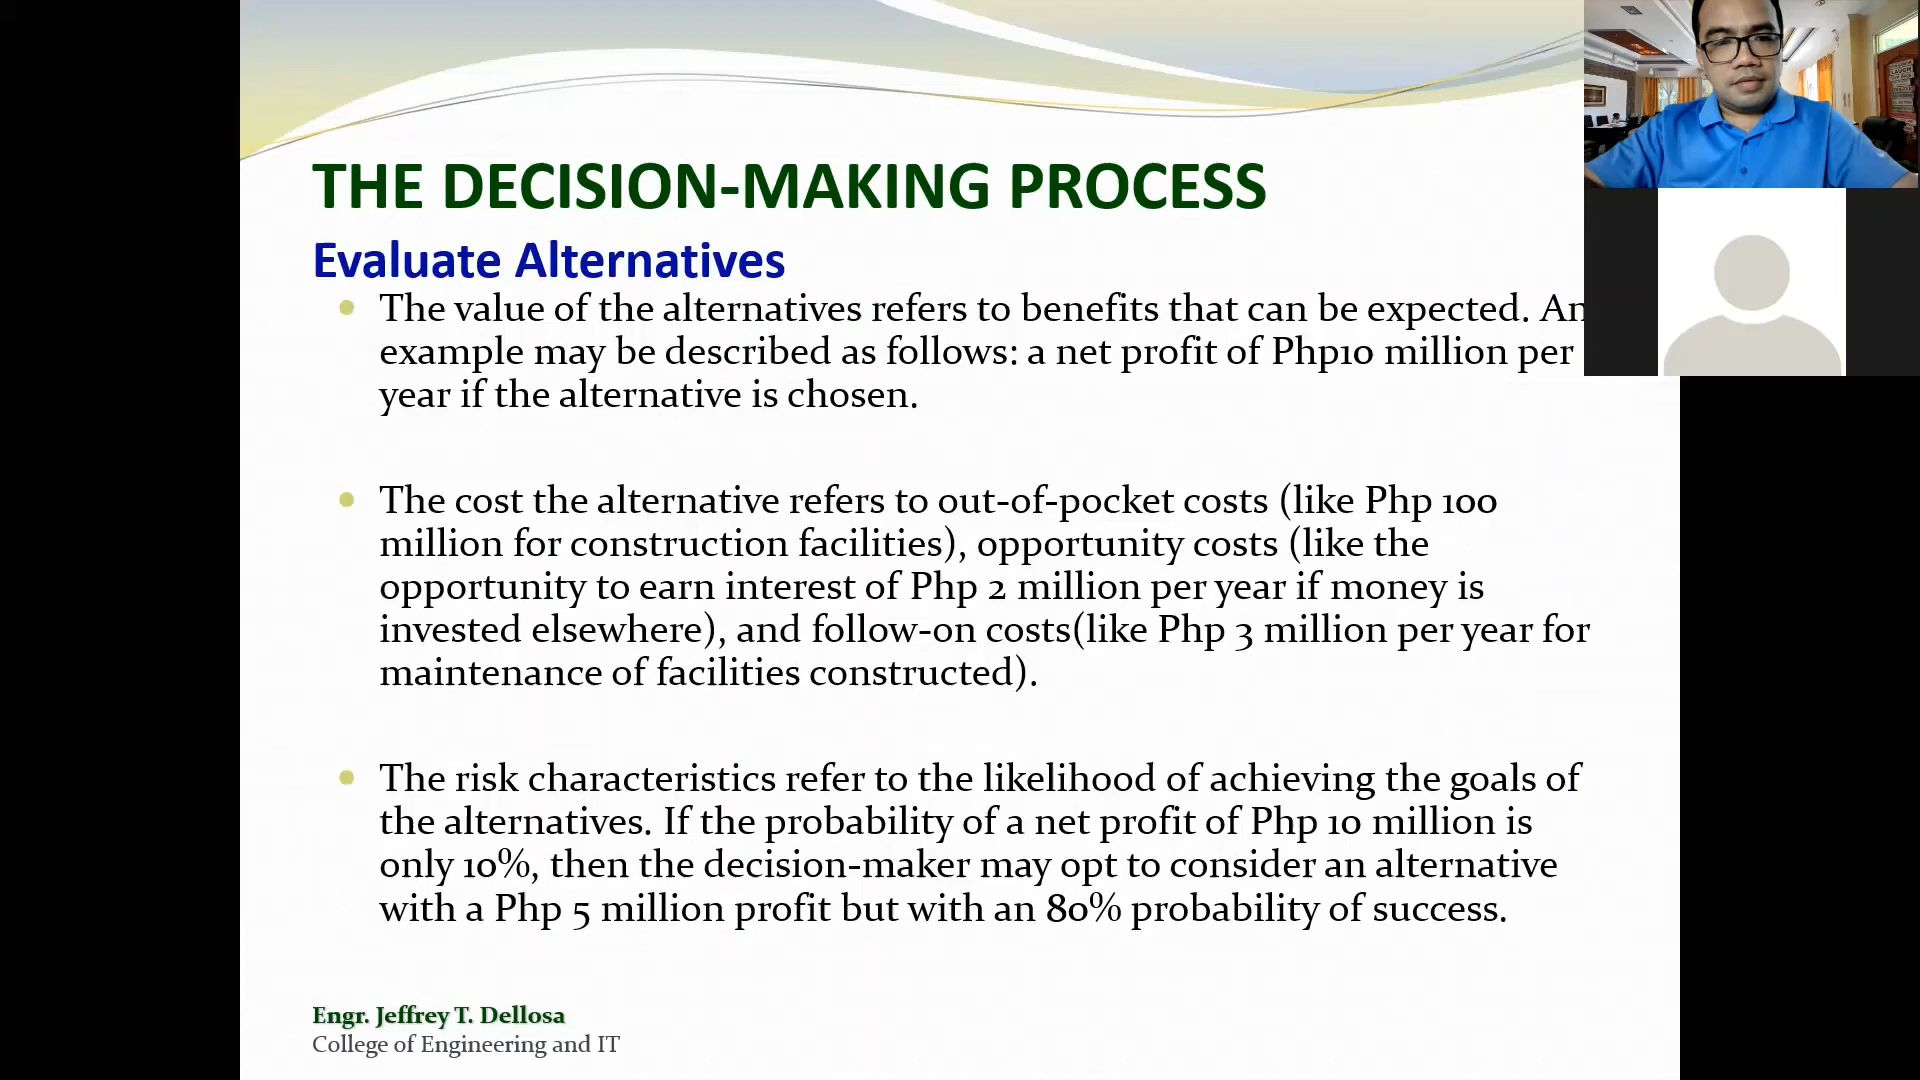 THE DECISION-MAKING PROCESS
Evaluate Alternatives
The value of the alternatives refers to benefits that can be expected. An
example may be described as follows: a net profit of Php10 million per
year if the alternative is chosen.
The cost the alternative refers to out-of-pocket costs (like Php 100
million for construction facilities), opportunity costs (like the
opportunity to earn interest of Php 2 million per year if money is
invested elsewhere), and follow-on costs(like Php 3 million per year for
maintenance of facilities constructed).
The risk characteristics refer to the likelihood of achieving the goals of
the alternatives. If the probability of a net profit of Php 10 million is
only 10%, then the decision-maker may opt to consider an alternative
with a Php 5 million profit but with an 80% probability of success.
Engr. Jeffrey T. Dellosa
College of Engineering and IT